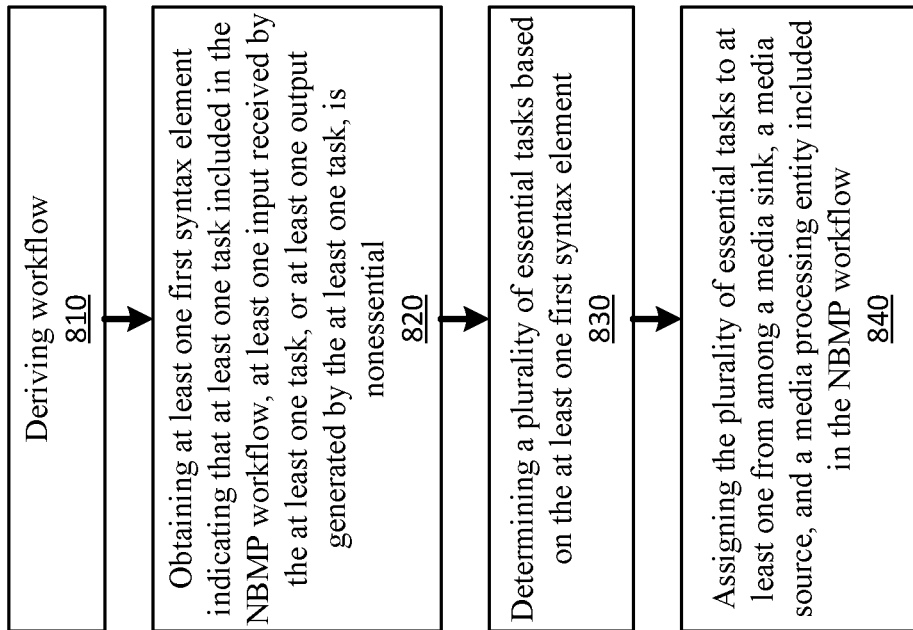 Deriving workflow
810
Obtaining at least one first syntax element
indicating that at least one task included in the
NBMP workflow, at least one input received by
the at least one task, or at least one output
generated by the at least one task, is
nonessential
820
Determining a plurality of essential tasks based
on the at least one first syntax element
830
Assigning the plurality of essential tasks to at
least one from among a media sink, a media
source, and a media processing entity included
in the NBMP workflow
840